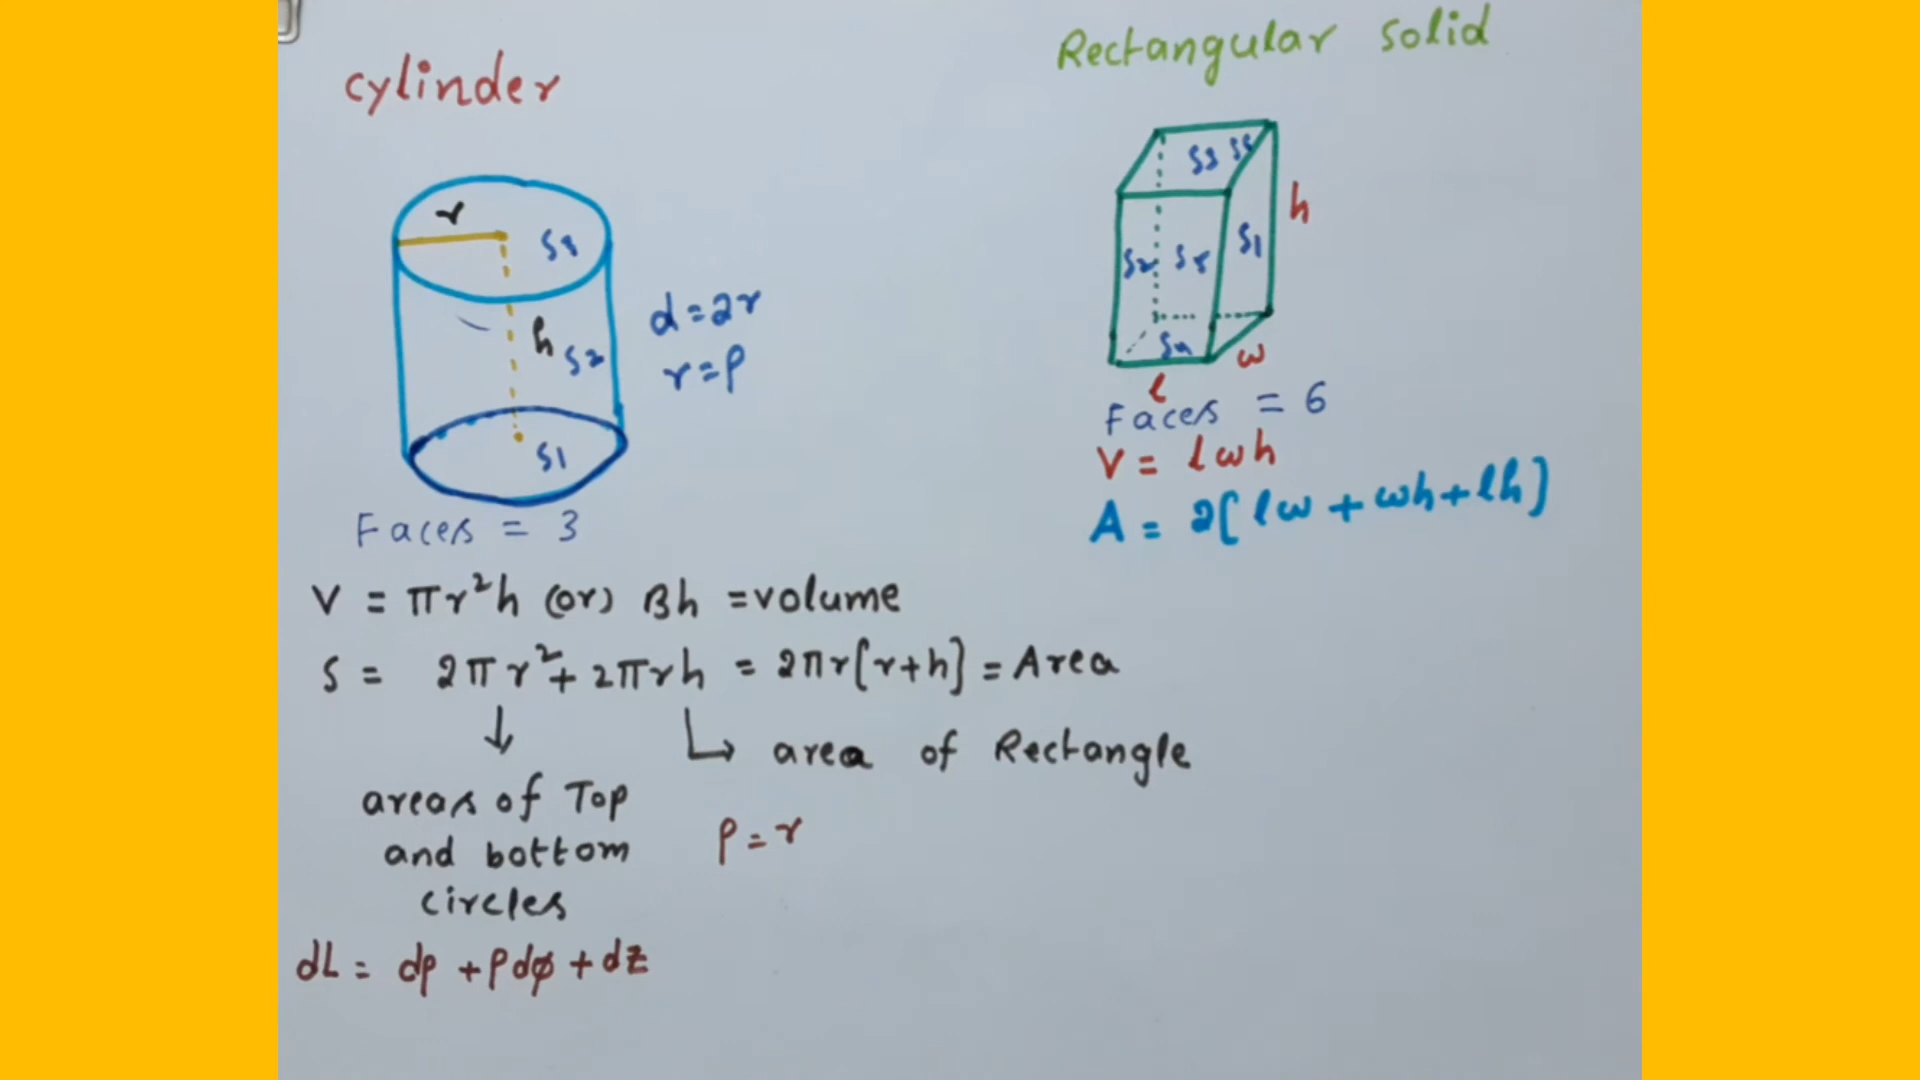 cylinder
r
S3
h
S2
S1
d=2r
r=ρ
Faces = 3
Rectangular solid
S3 S5
h
S2 S5 S1
S4
w
l
Faces = 6
V = lwh
A = 2[lw + wh + lh]
V = πr²h (or) Bh = volume
S = 2πr² + 2πrh = 2πr[r+h] = Area
↓ ↳ area of Rectangle
areas of Top
and bottom
circles
ρ = r
dL = dρ + ρdφ + dz